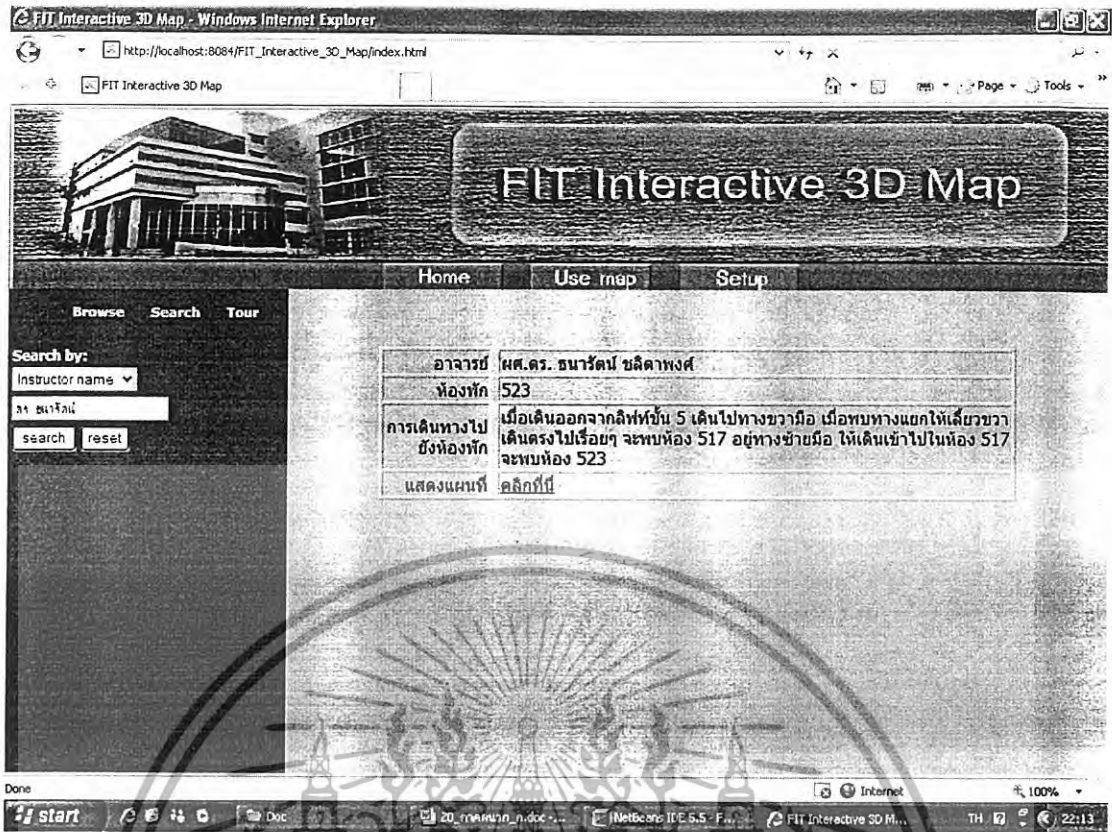 FIT Interactive 3D Map - Windows Internet Explorer
http://localhost:8084/FIT_Interactive_3D_Map/index.html
FIT Interactive 3D Map
Page
Tools
FIT Interactive 3D Map
Home Use map Setup
Browse Search Tour
Search by:
Instructor name
ดร ธนารัตน์
search reset
อาจารย์ ผศ.ดร. ธนารัตน์ ชลิดาพงศ์
ห้องพัก 523
การเดินทางไปยังห้องพัก
เมื่อเดินออกจากลิฟท์ชั้น 5 เดินไปทางขวามือ เมื่อพบทางแยกให้เลี้ยวขวา
เดินตรงไปเรื่อยๆ จะพบห้อง 517 อยู่ทางซ้ายมือ ให้เดินเข้าไปในห้อง 517
จะพบห้อง 523
แสดงแผนที่ คลิกที่นี่
Done
Internet
100%
start
Doc
NetBeans IDE 5.5 - F...
FIT Interactive 3D M...
TH
22:13